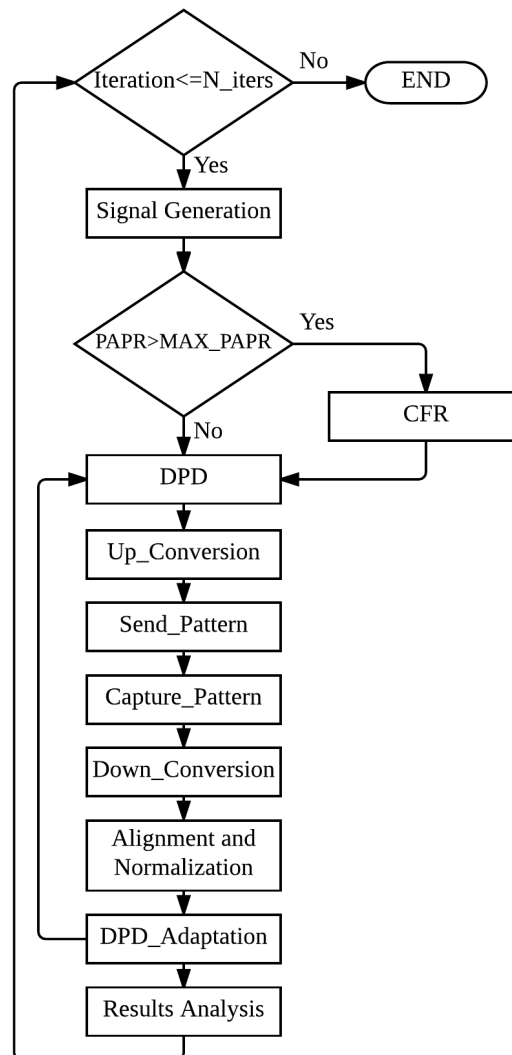 Iteration<=N_iters
No
END
Yes
Signal Generation
Yes
PAPR>MAX_PAPR
CFR
No
DPD
Up_Conversion
Send_Pattern
Capture_Pattern
Down_Conversion
Alignment and
Normalization
DPD_Adaptation
Results Analysis